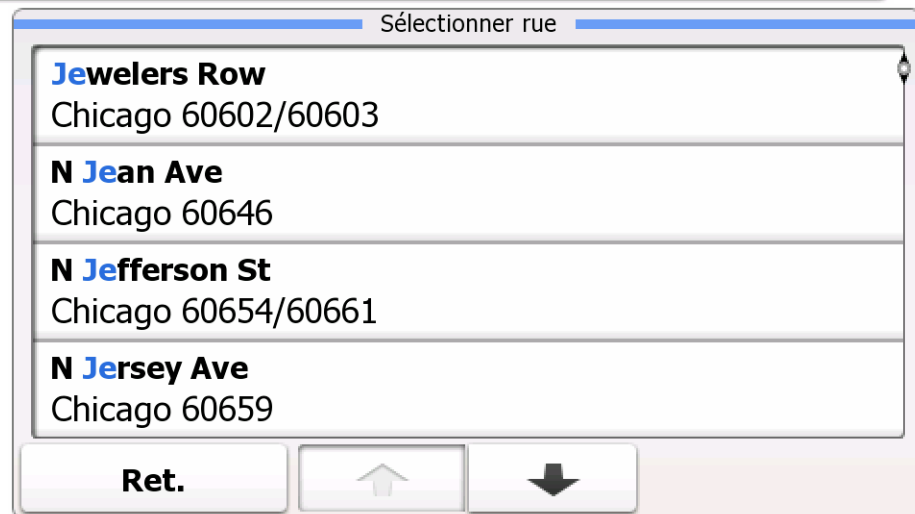 Sélectionner rue
Jewelers Row
Chicago 60602/60603
N Jean Ave
Chicago 60646
N Jefferson St
Chicago 60654/60661
N Jersey Ave
Chicago 60659
Ret.